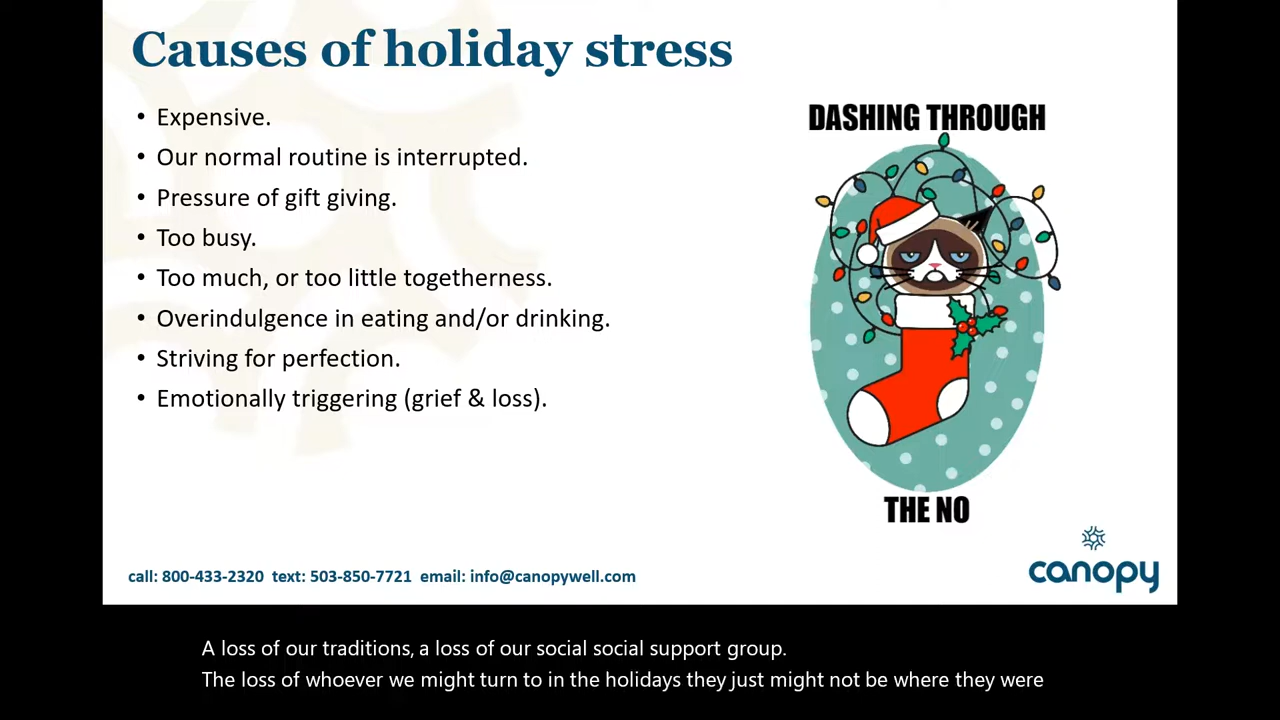 Causes of holiday stress
• Expensive.
• Our normal routine is interrupted.
• Pressure of gift giving.
• Too busy.
• Too much, or too little togetherness.
• Overindulgence in eating and/or drinking.
• Striving for perfection.
• Emotionally triggering (grief & loss).
DASHING THROUGH
THE NO
call: 800-433-2320 text: 503-850-7721 email: info@canopywell.com
canopy
A loss of our traditions, a loss of our social social support group.
The loss of whoever we might turn to in the holidays they just might not be where they were